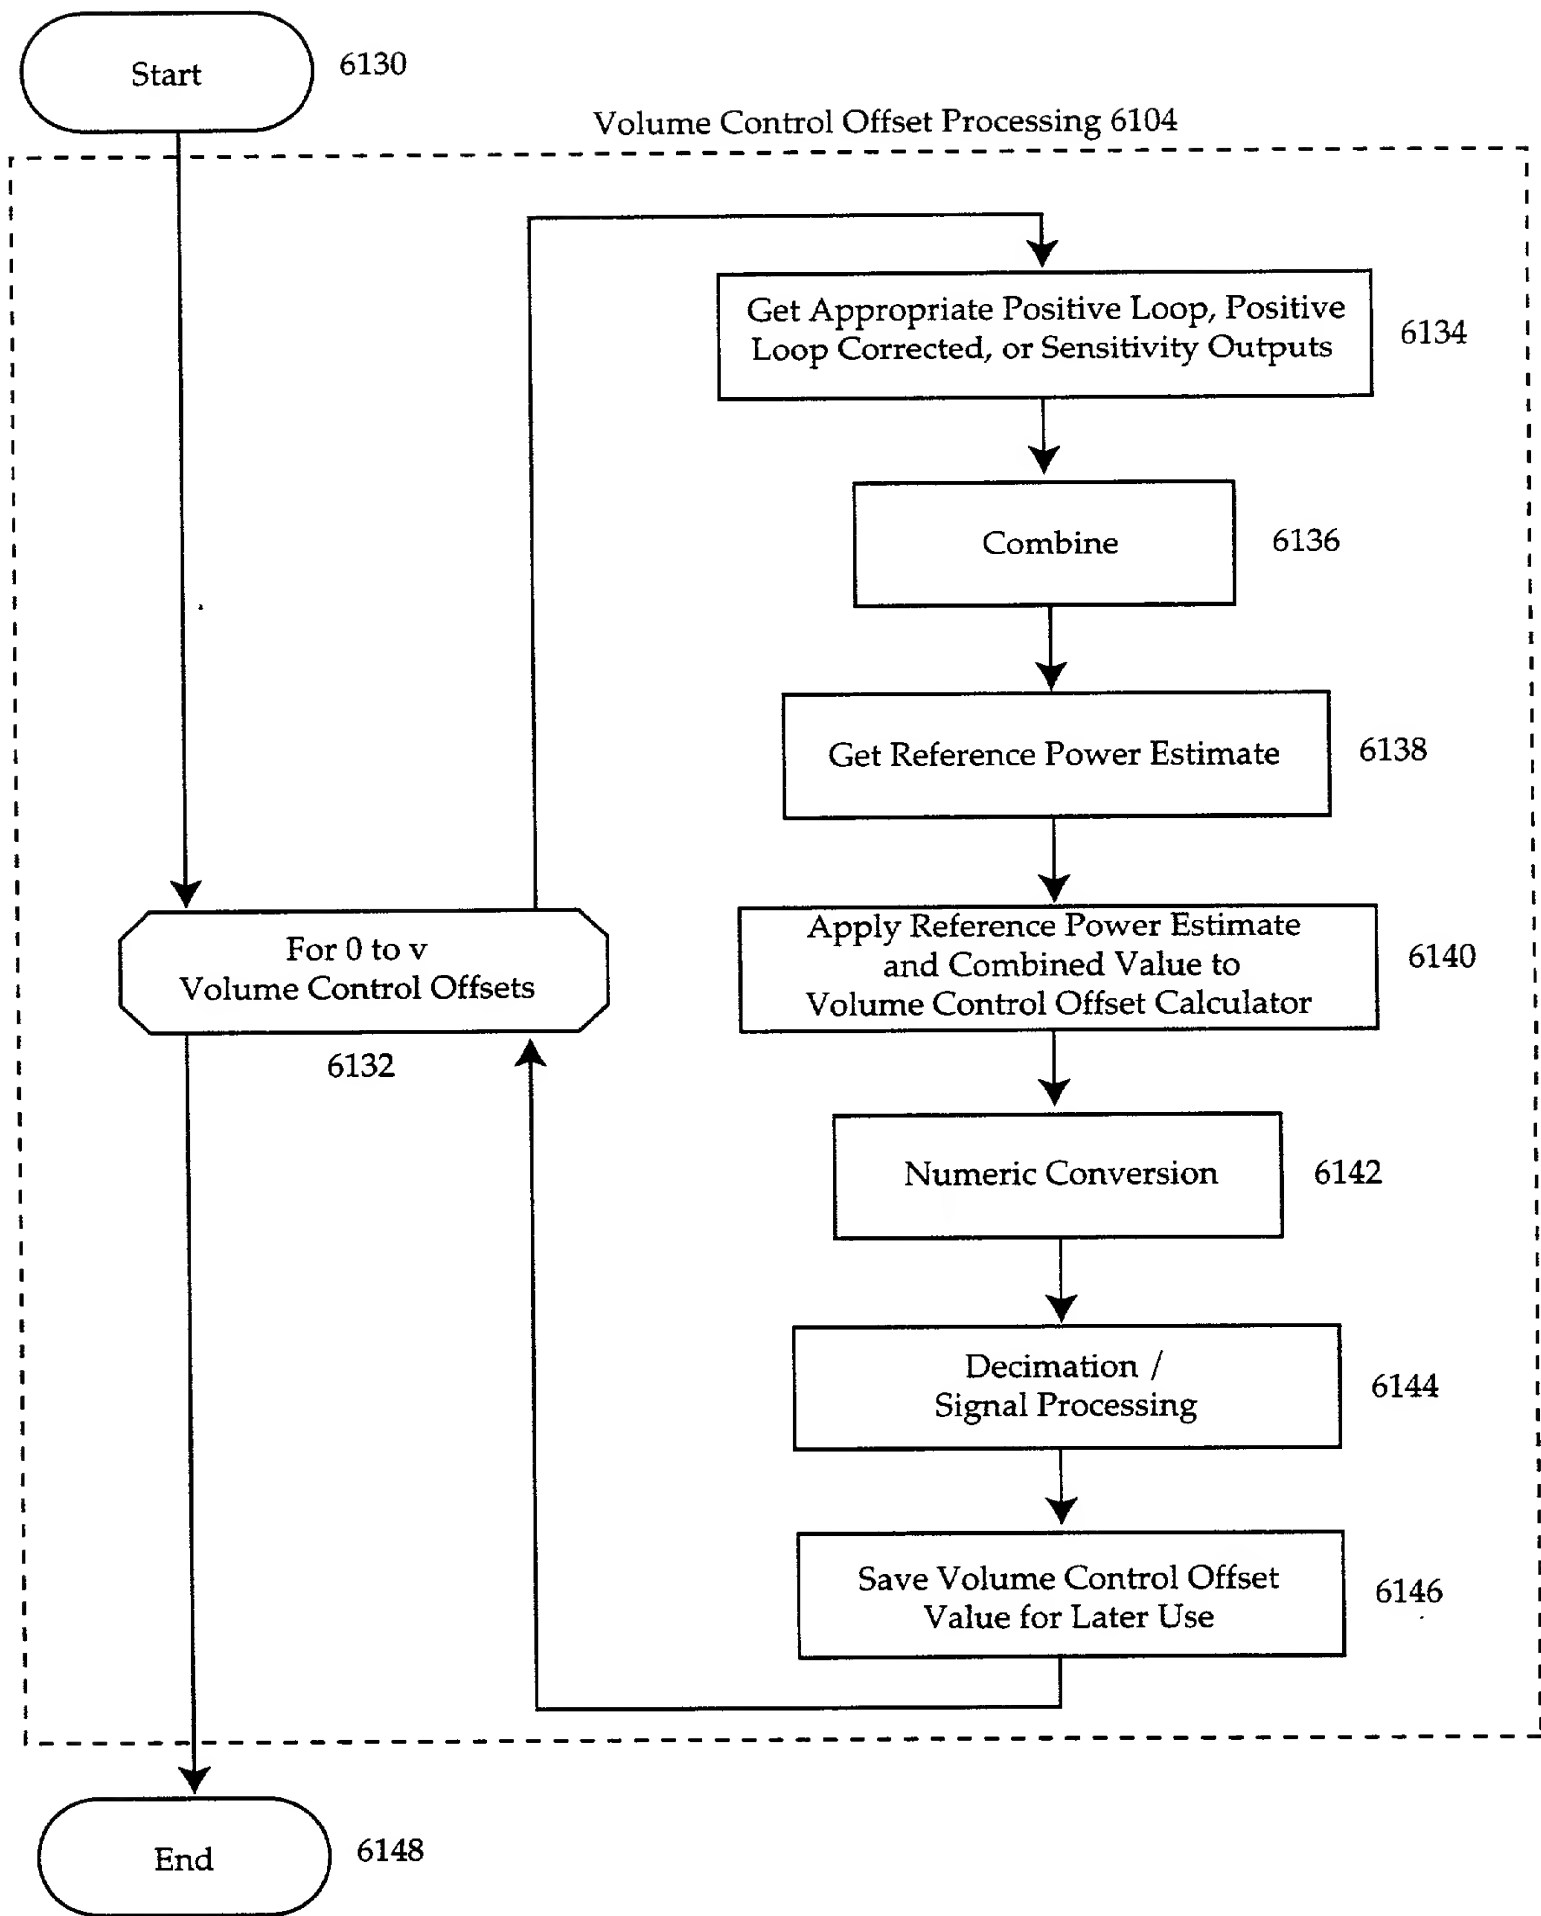 Start
6130
Volume Control Offset Processing 6104
Get Appropriate Positive Loop, Positive
Loop Corrected, or Sensitivity Outputs
6134
Combine
6136
Get Reference Power Estimate
6138
For 0 to v
Volume Control Offsets
6132
Apply Reference Power Estimate
and Combined Value to
Volume Control Offset Calculator
6140
Numeric Conversion
6142
Decimation /
Signal Processing
6144
Save Volume Control Offset
Value for Later Use
6146
End
6148